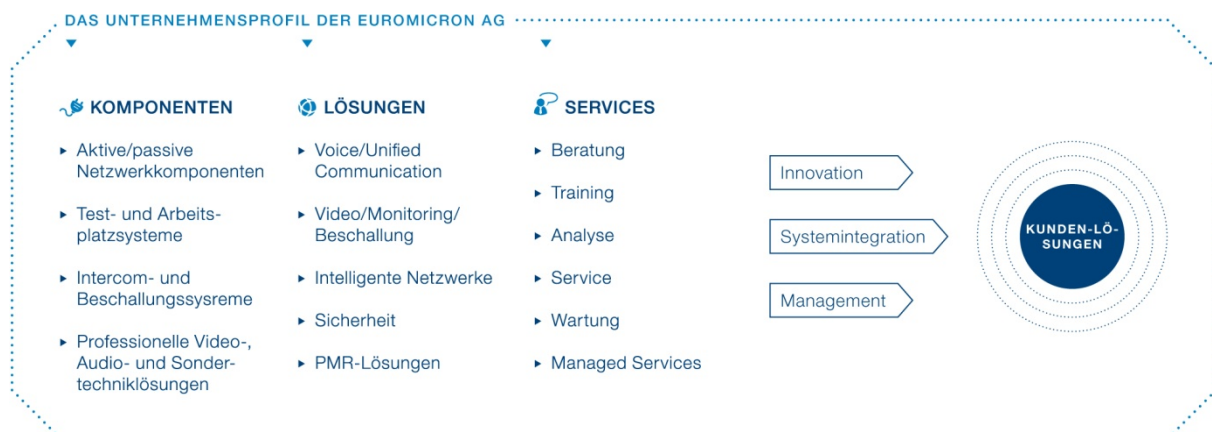 DAS UNTERNEHMENSPROFIL DER EUROMICRON AG
KOMPONENTEN
Aktive/passive
Netzwerkkomponenten
Test- und Arbeits-
platzsysteme
Intercom- und
Beschallungssysreme
Professionelle Video-,
Audio- und Sonder-
techniklösungen
LÖSUNGEN
Voice/Unified
Communication
Video/Monitoring/
Beschallung
Intelligente Netzwerke
Sicherheit
PMR-Lösungen
SERVICES
Beratung
Training
Analyse
Service
Wartung
Managed Services
Innovation
Systemintegration
Management
KUNDEN-LÖ-
SUNGEN